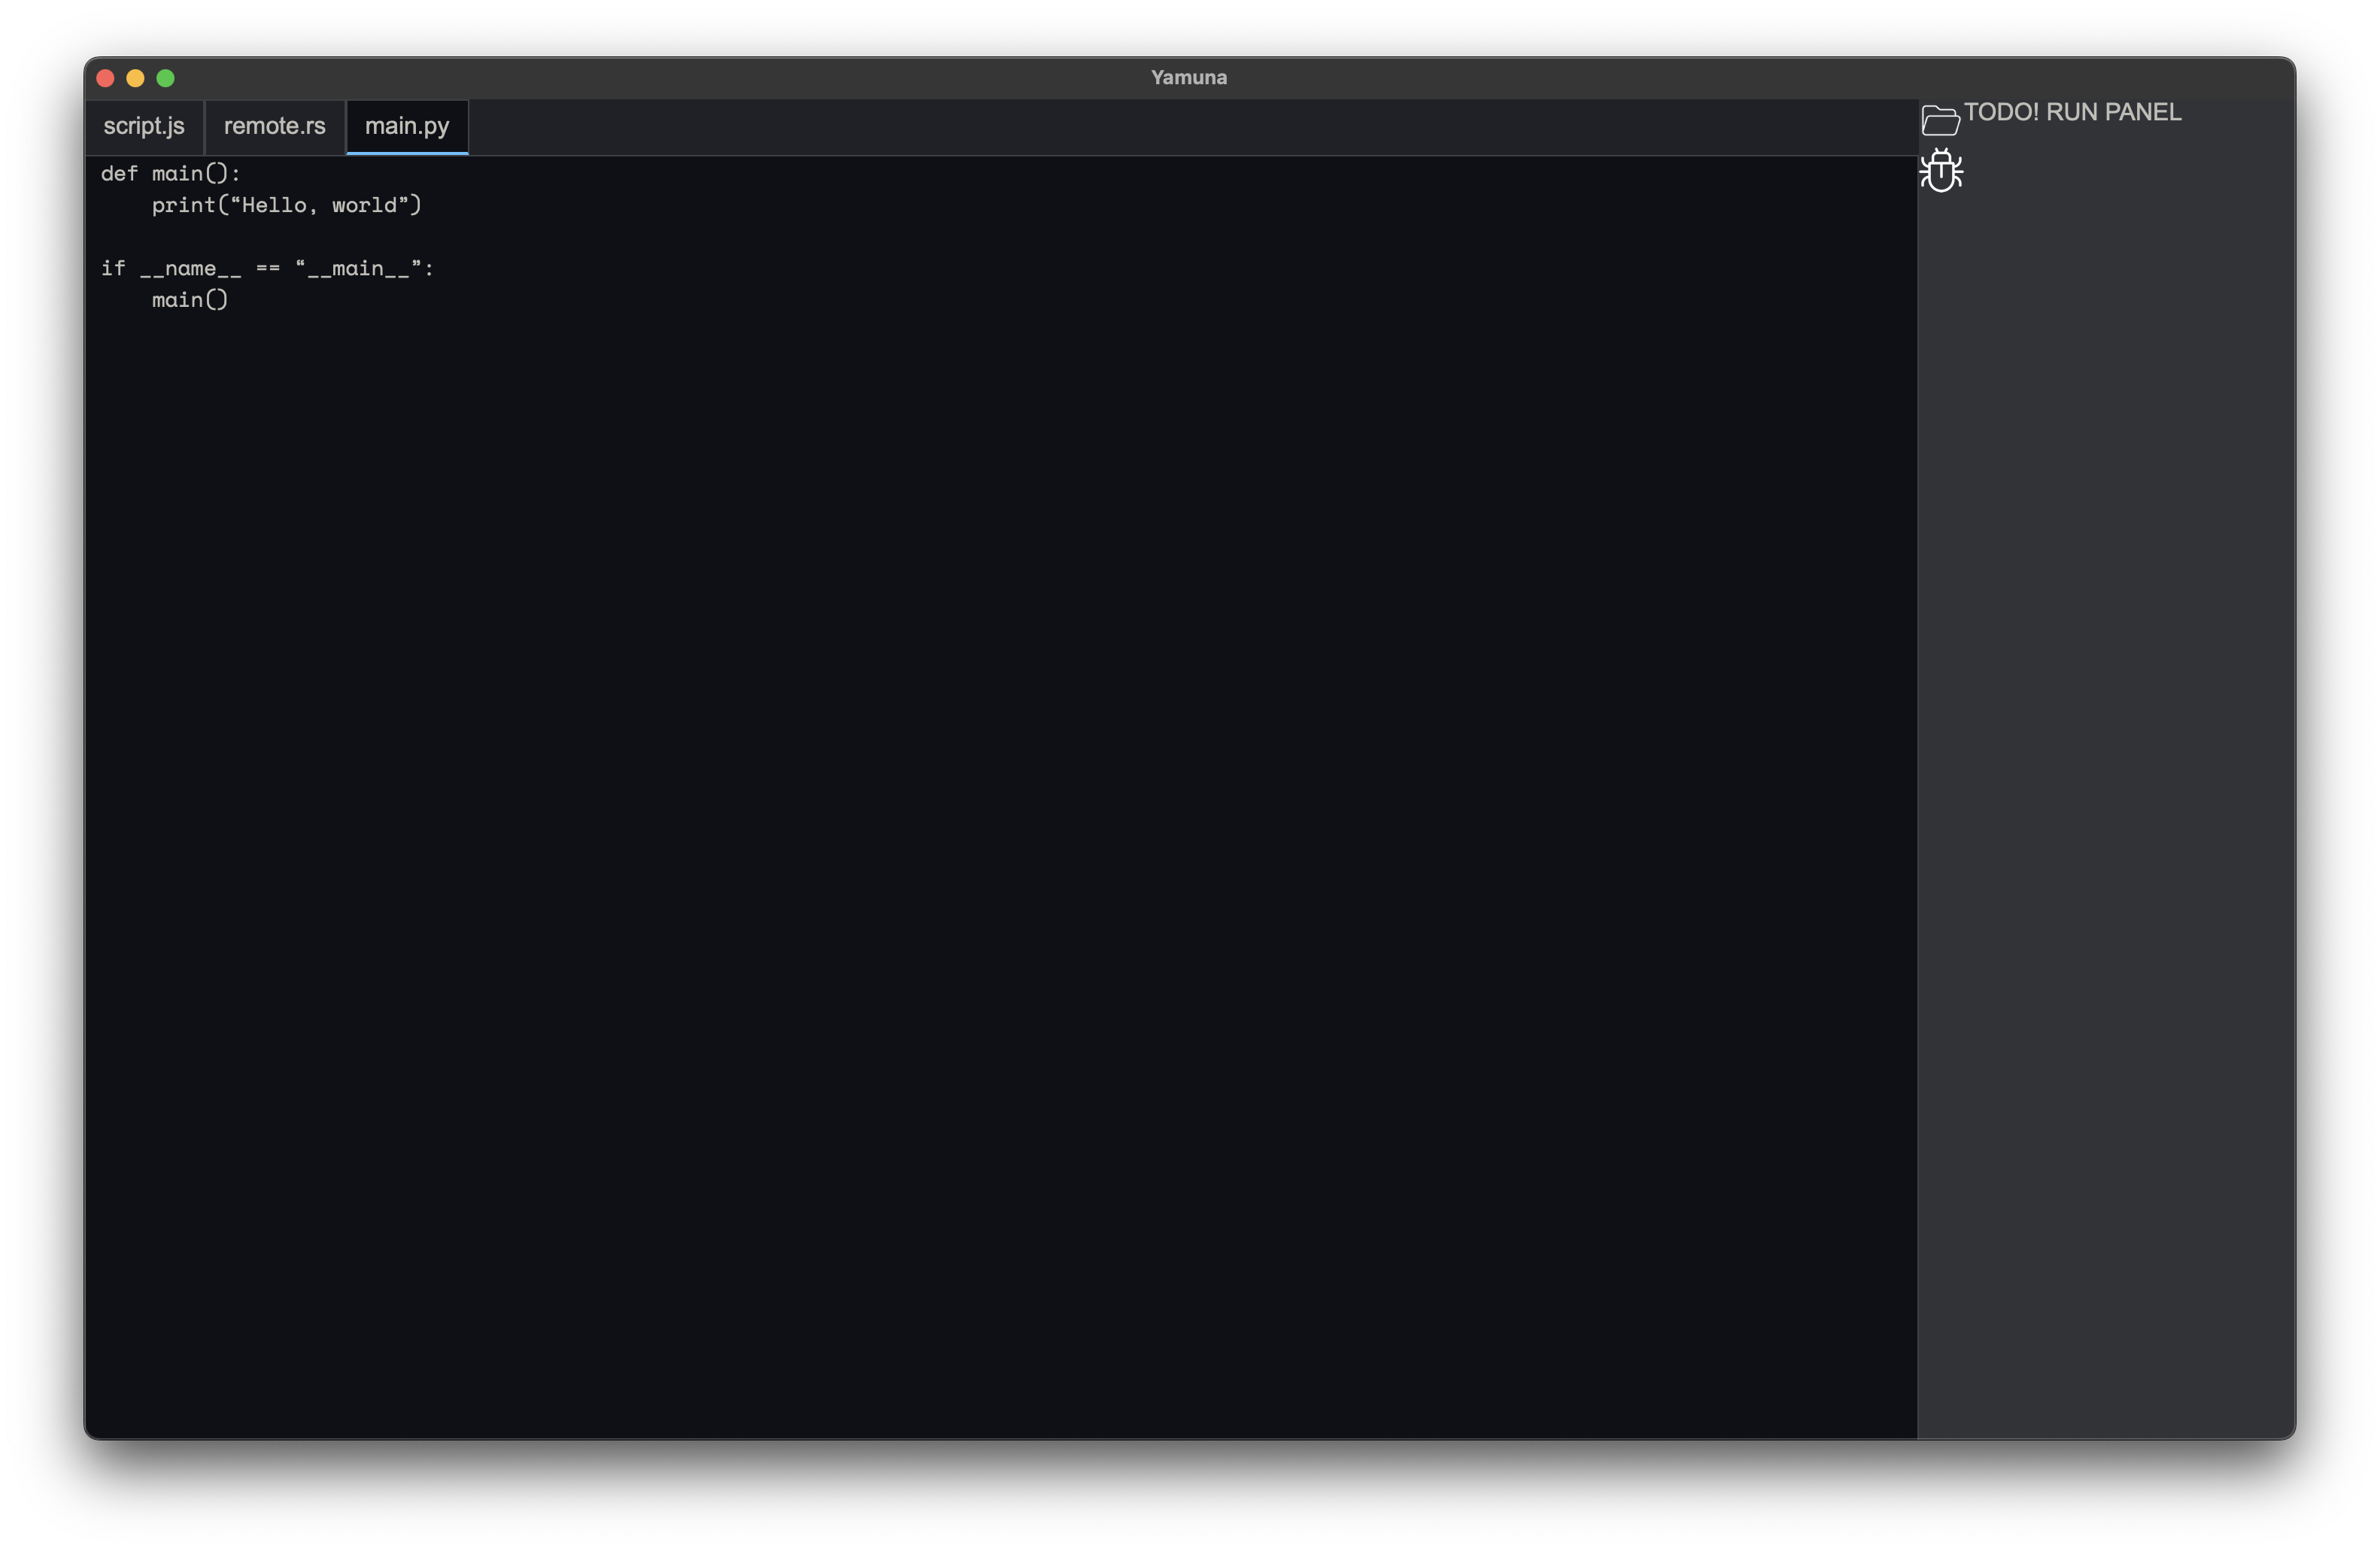 Yamuna
script.js remote.rs main.py
TODO! RUN PANEL
def main():
    print(“Hello, world”)
if __name__ == “__main__”:
    main()